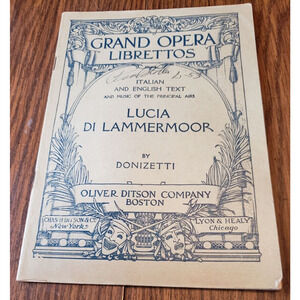 GRAND OPERA
LIBRETTOS
ITALIAN
AND ENGLISH TEXT
AND MUSIC OF THE PRINCIPAL AIRS
LUCIA
DI LAMMERMOOR
BY
DONIZETTI
OLIVER DITSON COMPANY
BOSTON
CHAS. H. DITSON & CO.
New York
LYON & HEALY
Chicago